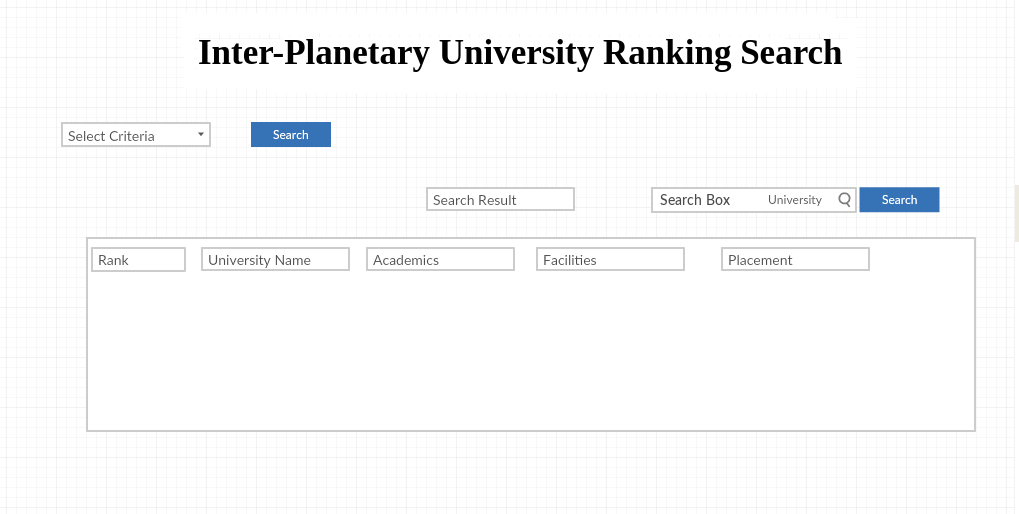 Inter-Planetary University Ranking Search
Select Criteria Search
Search Result Search Box University Search
Rank University Name Academics Facilities Placement